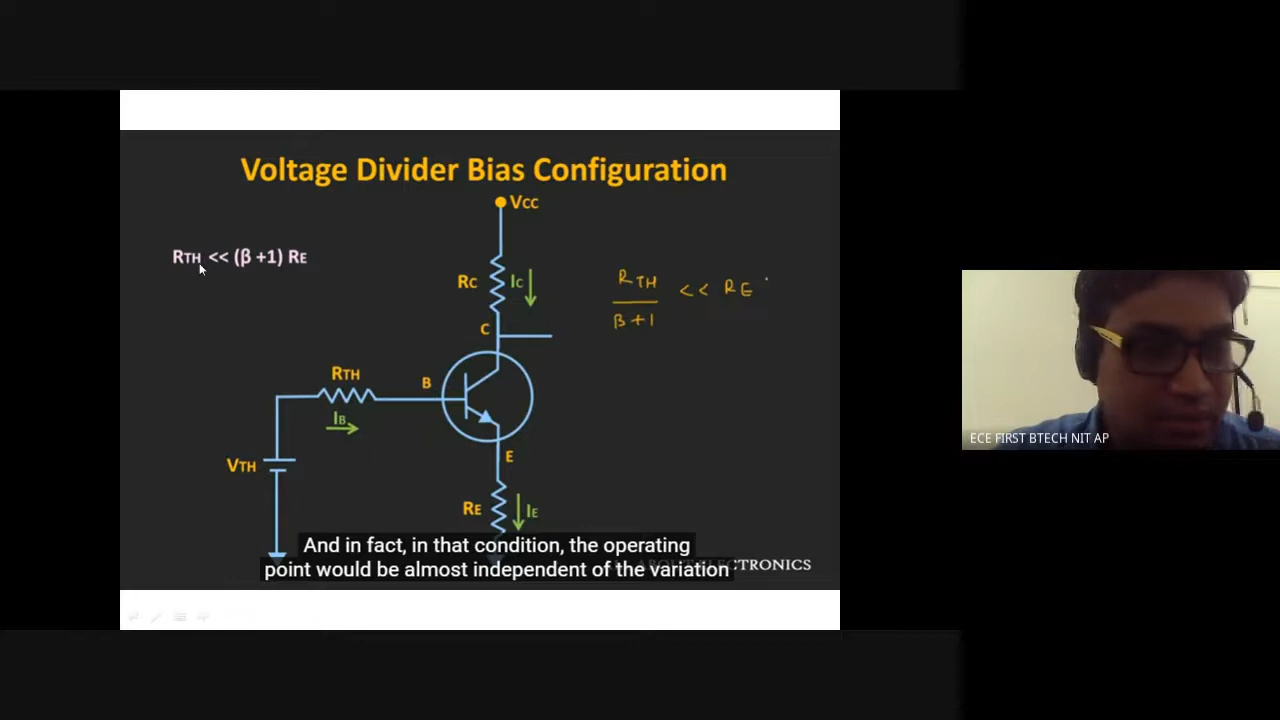 Voltage Divider Bias Configuration
VCC
RTH << (β +1) RE
RC
IC
RTH
β+1
<< RE
C
RTH
B
IB
VTH
E
RE
IE
ECE FIRST BTECH NIT AP
And in fact, in that condition, the operating
point would be almost independent of the variation
ECTRONICS